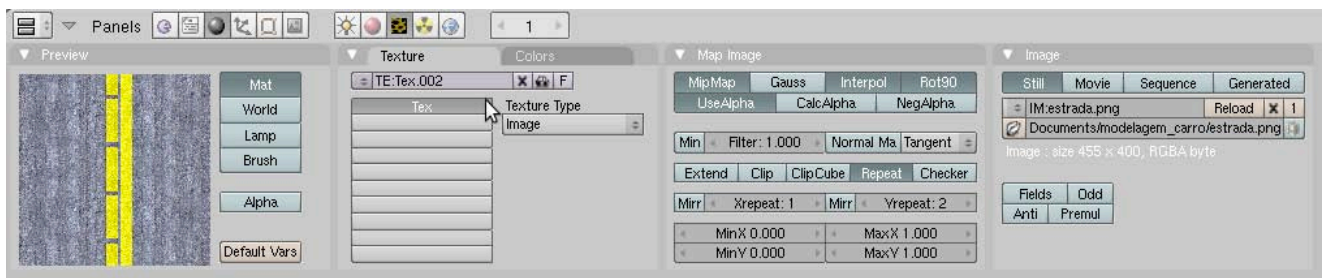 Panels
1
Preview
Mat
World
Lamp
Brush
Alpha
Default Vars
Texture Colors
TE:Tex.002 F
Tex
Texture Type
Image
Map Image
MipMap Gauss Interpol Rot90
UseAlpha CalcAlpha NegAlpha
Min Filter: 1.000 Normal Ma Tangent
Extend Clip ClipCube Repeat Checker
Mirr Xrepeat: 1 Mirr Yrepeat: 2
MinX 0.000 MaxX 1.000
MinY 0.000 MaxY 1.000
Image
Still Movie Sequence Generated
IM:estrada.png Reload X 1
Documents/modelagem_carro/estrada.png
Image : size 455 x 400, RGBA byte
Fields Odd
Anti Premul